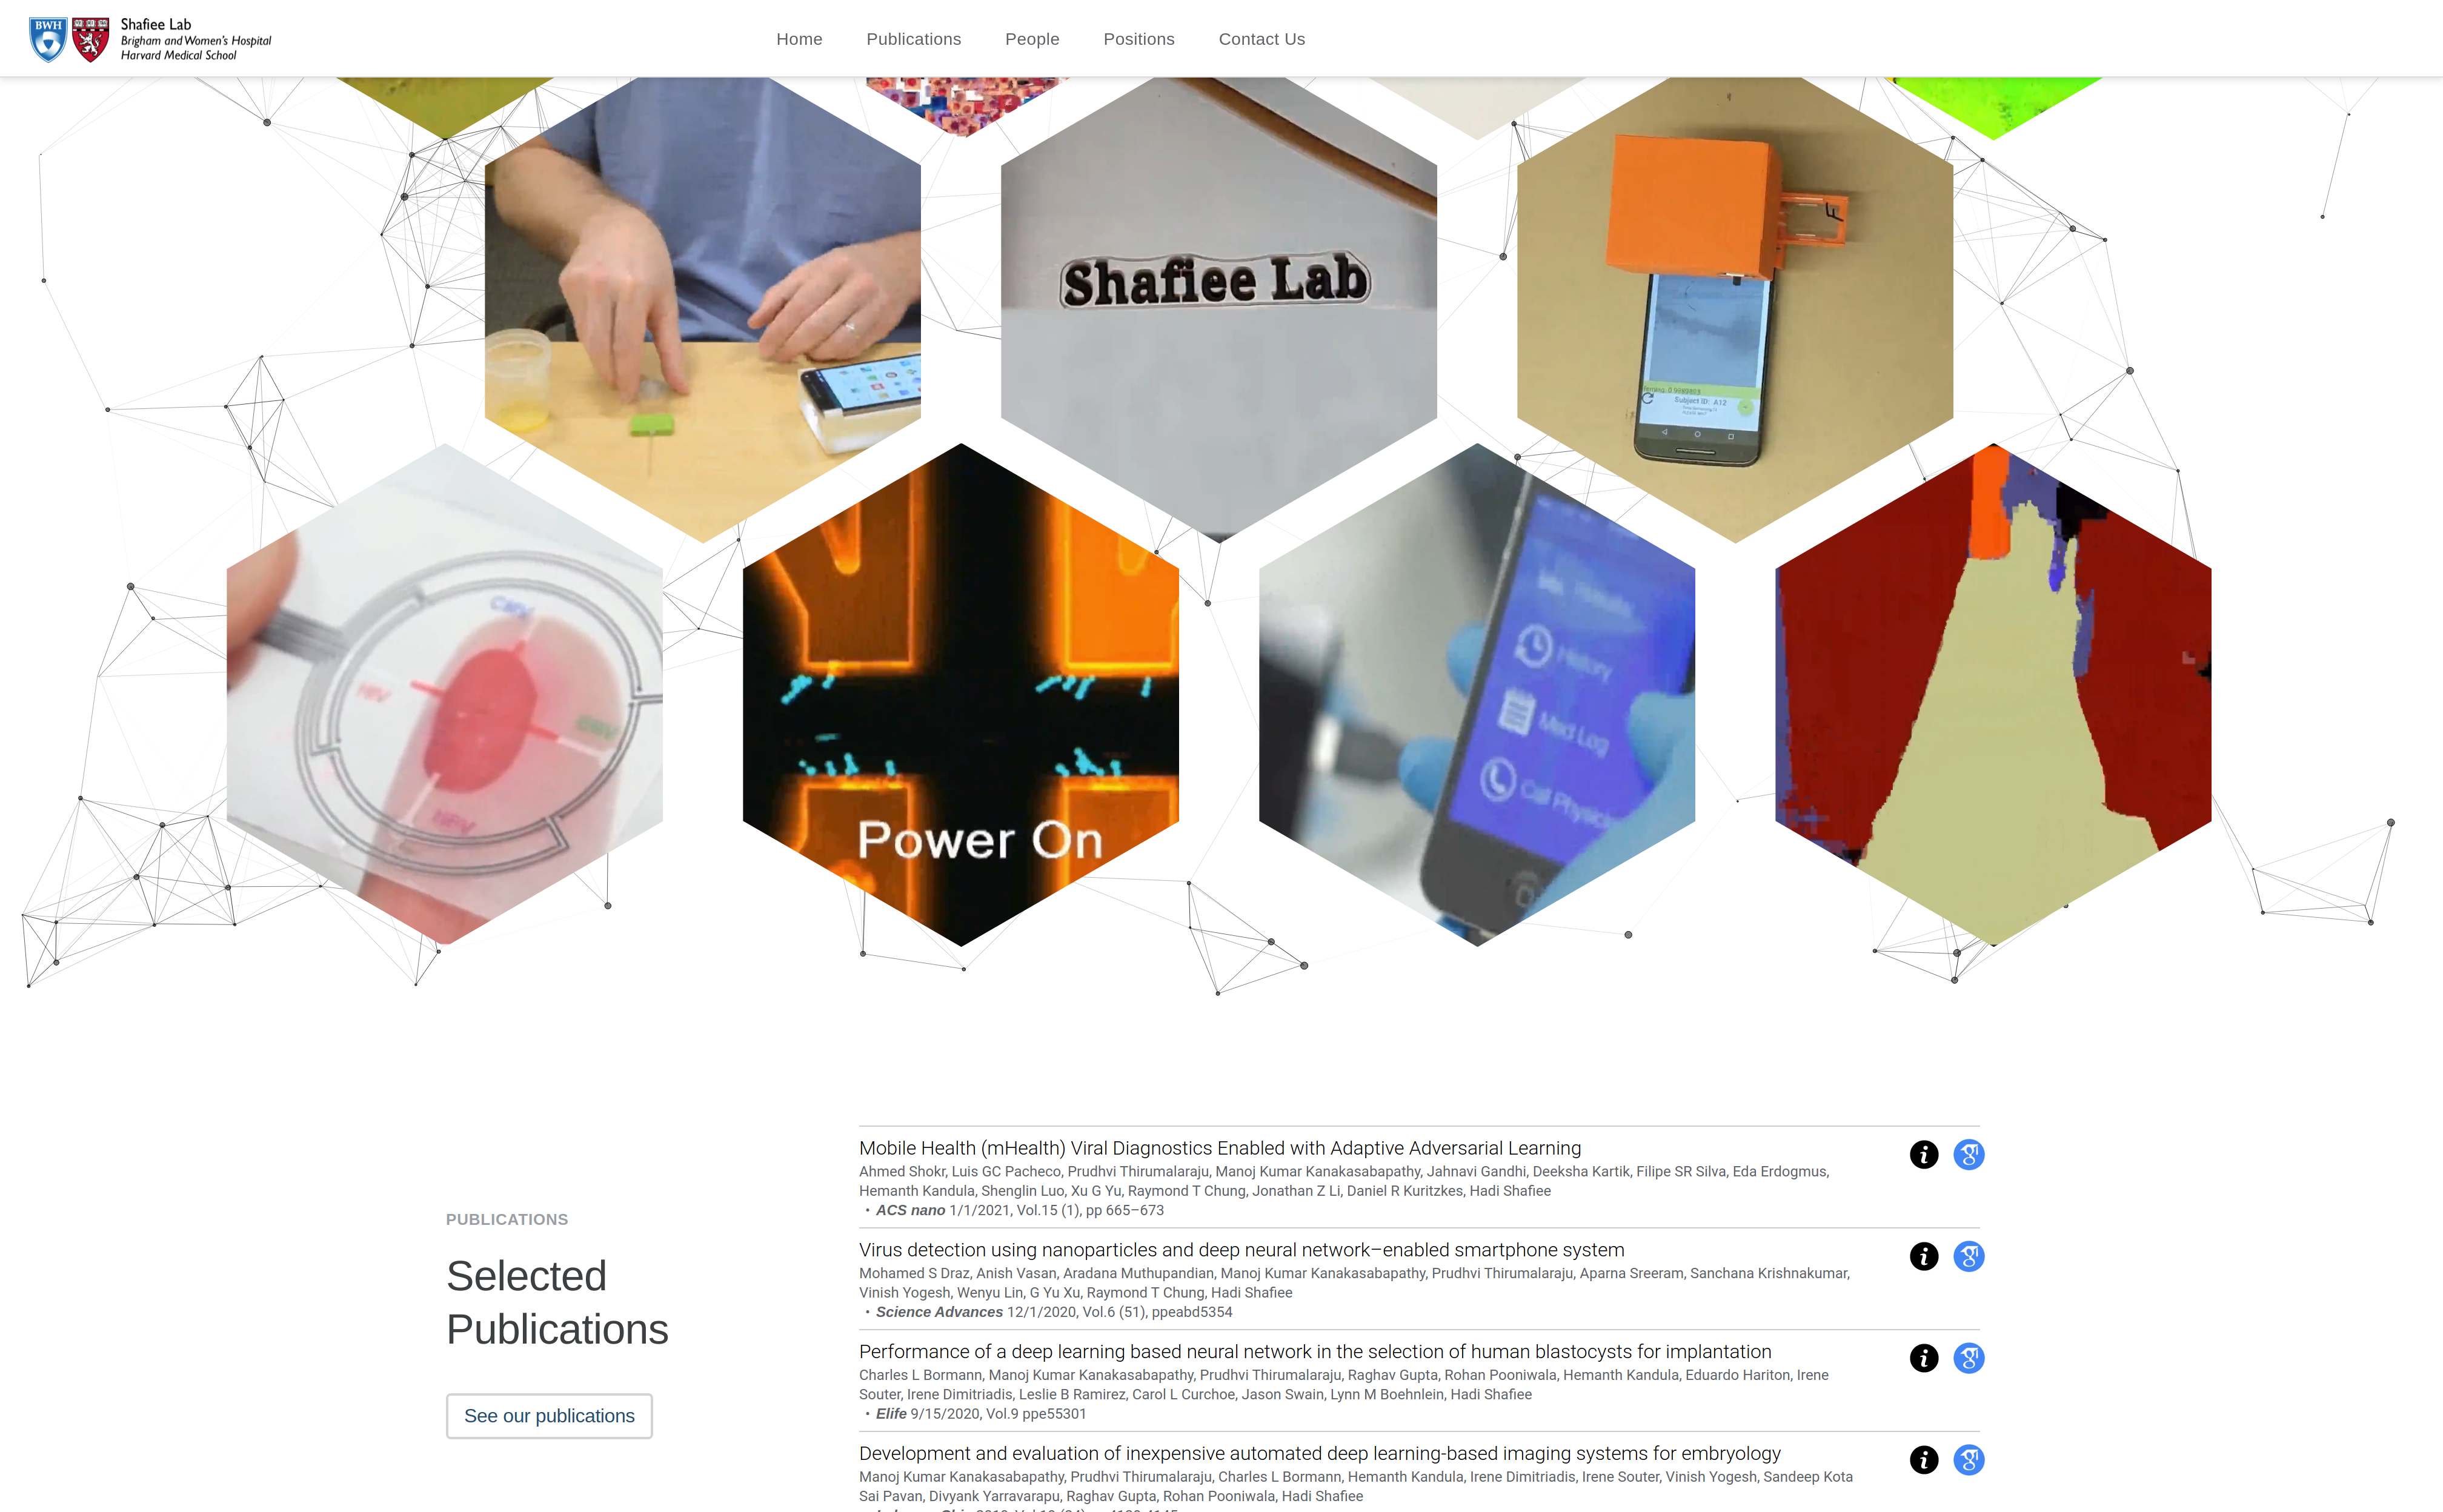 BWH
Shafiee Lab
Brigham and Women's Hospital
Harvard Medical School
Home
Publications
People
Positions
Contact Us
Shafiee Lab
Subject ID: A12
HIV
History
Med Log
Call
Power On
PUBLICATIONS
Selected
Publications
See our publications
Mobile Health (mHealth) Viral Diagnostics Enabled with Adaptive Adversarial Learning
Ahmed Shokr, Luis GC Pacheco, Prudhvi Thirumalaraju, Manoj Kumar Kanakasabapathy, Jahnavi Gandhi, Deeksha Kartik, Filipe SR Silva, Eda Erdogmus,
Hemanth Kandula, Shenglin Luo, Xu G Yu, Raymond T Chung, Jonathan Z Li, Daniel R Kuritzkes, Hadi Shafiee
• ACS nano 1/1/2021, Vol.15 (1), pp 665–673
Virus detection using nanoparticles and deep neural network–enabled smartphone system
Mohamed S Draz, Anish Vasan, Aradana Muthupandian, Manoj Kumar Kanakasabapathy, Prudhvi Thirumalaraju, Aparna Sreeram, Sanchana Krishnakumar,
Vinish Yogesh, Wenyu Lin, G Yu Xu, Raymond T Chung, Hadi Shafiee
• Science Advances 12/1/2020, Vol.6 (51), ppeabd5354
Performance of a deep learning based neural network in the selection of human blastocysts for implantation
Charles L Bormann, Manoj Kumar Kanakasabapathy, Prudhvi Thirumalaraju, Raghav Gupta, Rohan Pooniwala, Hemanth Kandula, Eduardo Hariton, Irene
Souter, Irene Dimitriadis, Leslie B Ramirez, Carol L Curchoe, Jason Swain, Lynn M Boehnlein, Hadi Shafiee
• Elife 9/15/2020, Vol.9 ppe55301
Development and evaluation of inexpensive automated deep learning-based imaging systems for embryology
Manoj Kumar Kanakasabapathy, Prudhvi Thirumalaraju, Charles L Bormann, Hemanth Kandula, Irene Dimitriadis, Irene Souter, Vinish Yogesh, Sandeep Kota
Sai Pavan, Divyank Yarravarapu, Raghav Gupta, Rohan Pooniwala, Hadi Shafiee